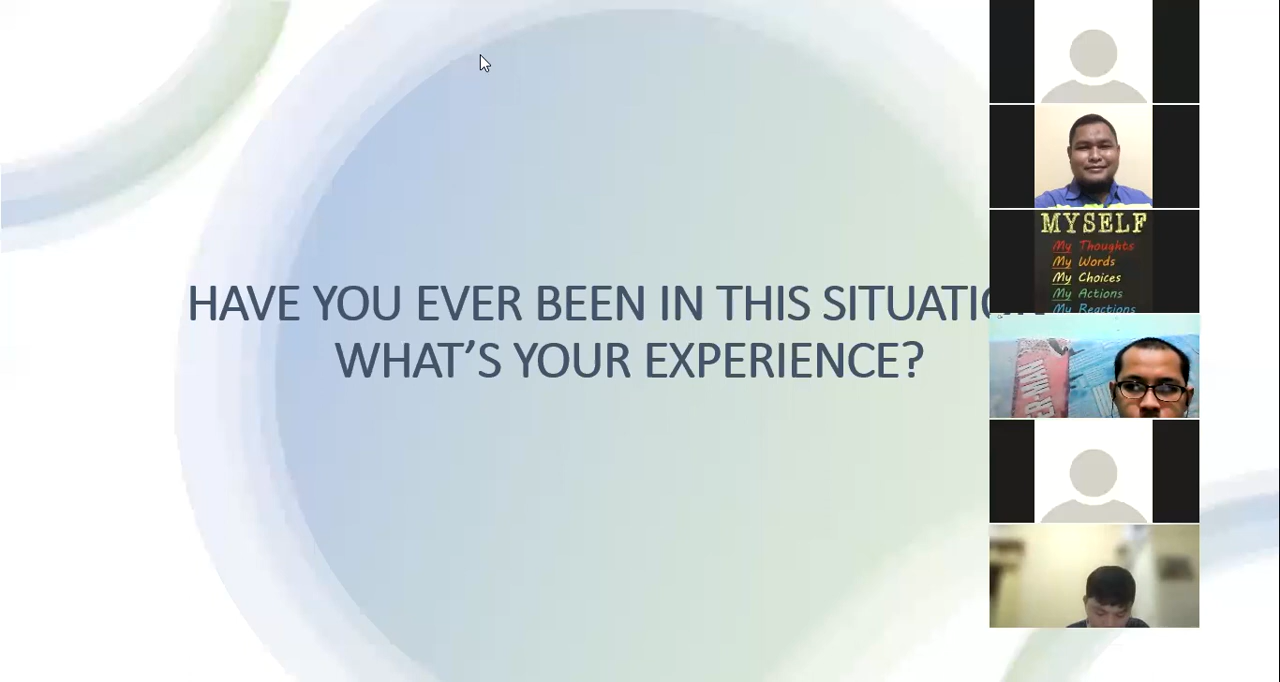 HAVE YOU EVER BEEN IN THIS
WHAT'S YOUR EXPERIENCE?
MYSELF
My Thoughts
My Words
My Choices
My Actions
My Reactions